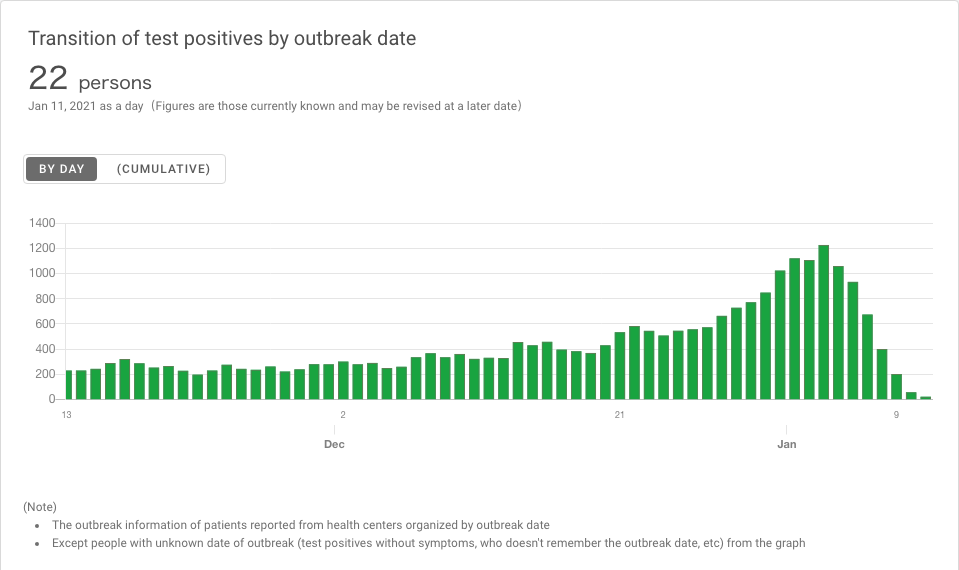 Transition of test positives by outbreak date
22 persons
Jan 11, 2021 as a day（Figures are those currently known and may be revised at a later date）
BY DAY (CUMULATIVE)
1400
1200
1000
800
600
400
200
0
13 2 21 9
Dec Jan
(Note)
• The outbreak information of patients reported from health centers organized by outbreak date
• Except people with unknown date of outbreak (test positives without symptoms, who doesn't remember the outbreak date, etc) from the graph